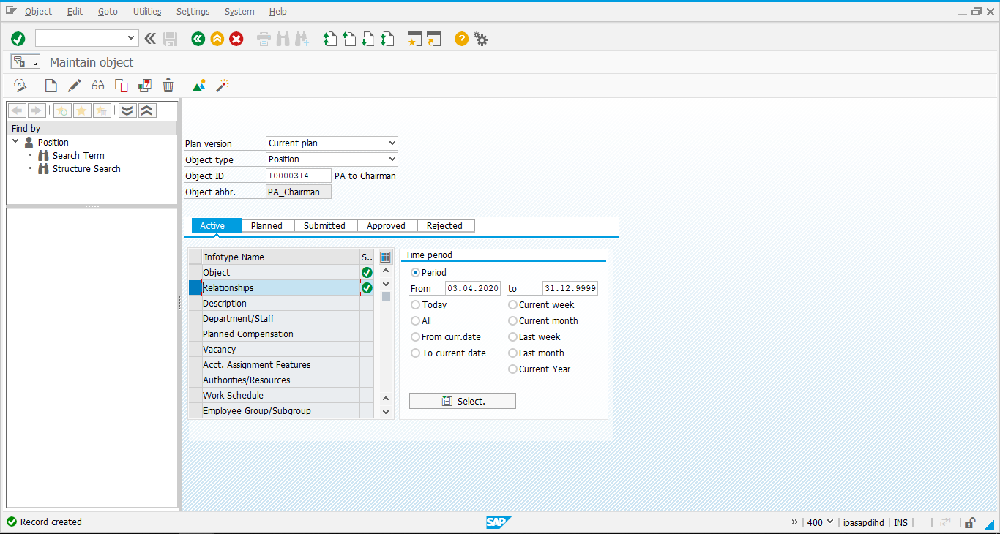 Object Edit Goto Utilities Settings System Help
Maintain object
Find by
Position
Search Term
Structure Search
Plan version Current plan
Object type Position
Object ID 10000314 PA to Chairman
Object abbr. PA_Chairman
Active Planned Submitted Approved Rejected
Infotype Name S..
Object
Relationships
Description
Department/Staff
Planned Compensation
Vacancy
Acct. Assignment Features
Authorities/Resources
Work Schedule
Employee Group/Subgroup
Time period
Period
From 03.04.2020 to 31.12.9999
Today Current week
All Current month
From curr.date Last week
To current date Last month
Current Year
Select.
Record created SAP 400 ipasapdihd INS